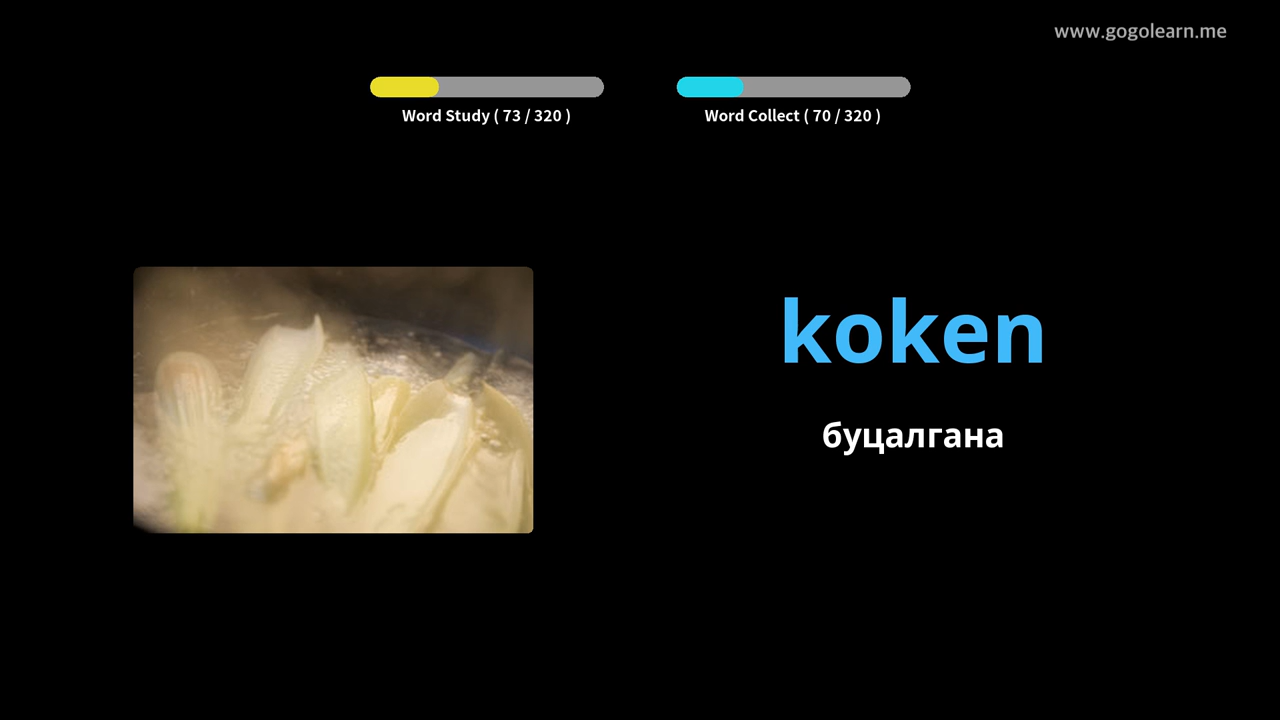 www.gogolearn.me
Word Study ( 73 / 320 )
Word Collect ( 70 / 320 )
koken
буцалгана